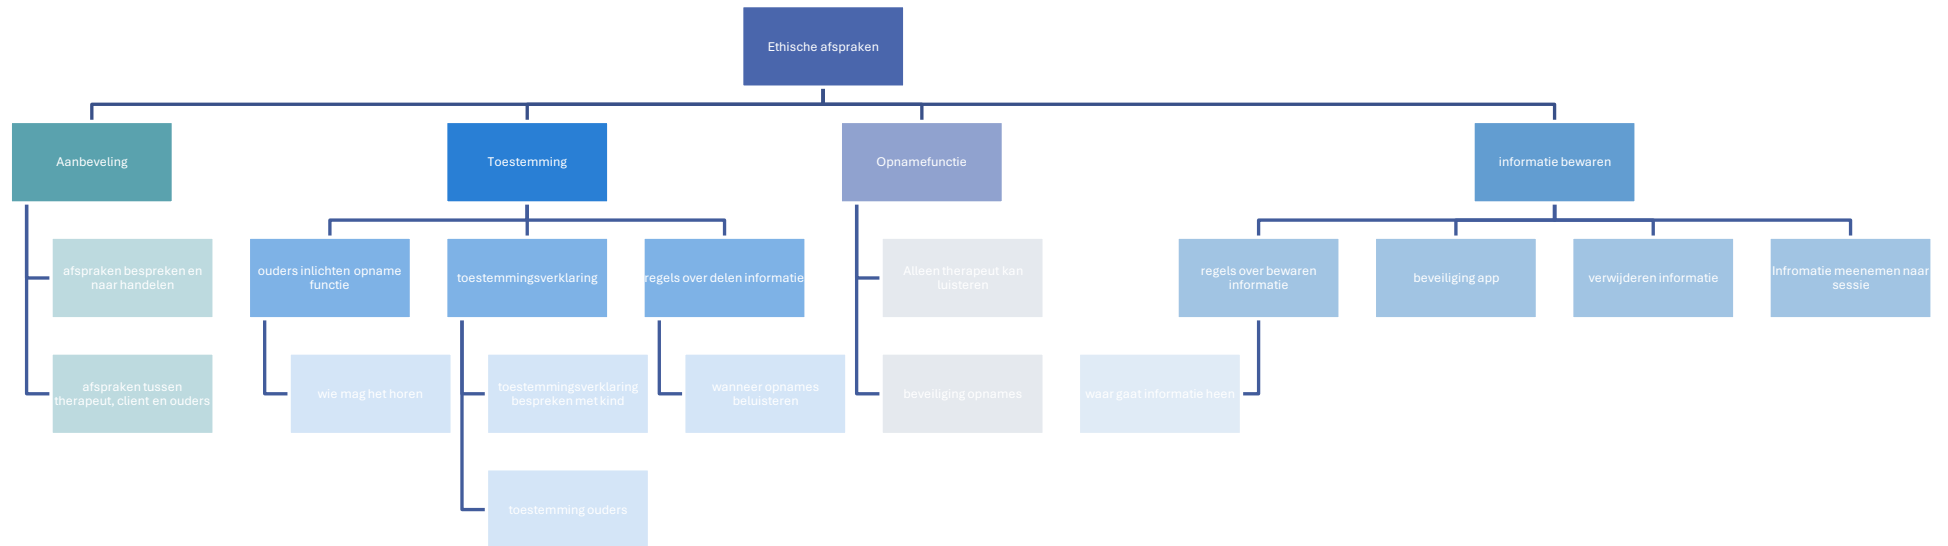 Ethische afspraken
Aanbeveling
Toestemming
Opnamefunctie
informatie bewaren
afspraken bespreken en
naar handelen
ouders inlichten opname
functie
toestemmingsverklaring
regels over delen informatie
Alleen therapeut kan
luisteren
regels over bewaren
informatie
beveiliging app
verwijderen informatie
Infromatie meenemen naar
sessie
afspraken tussen
therapeut, client en ouders
wie mag het horen
toestemmingsverklaring
bespreken met kind
wanneer opnames
beluisteren
beveiliging opnames
waar gaat informatie heen
toestemming ouders